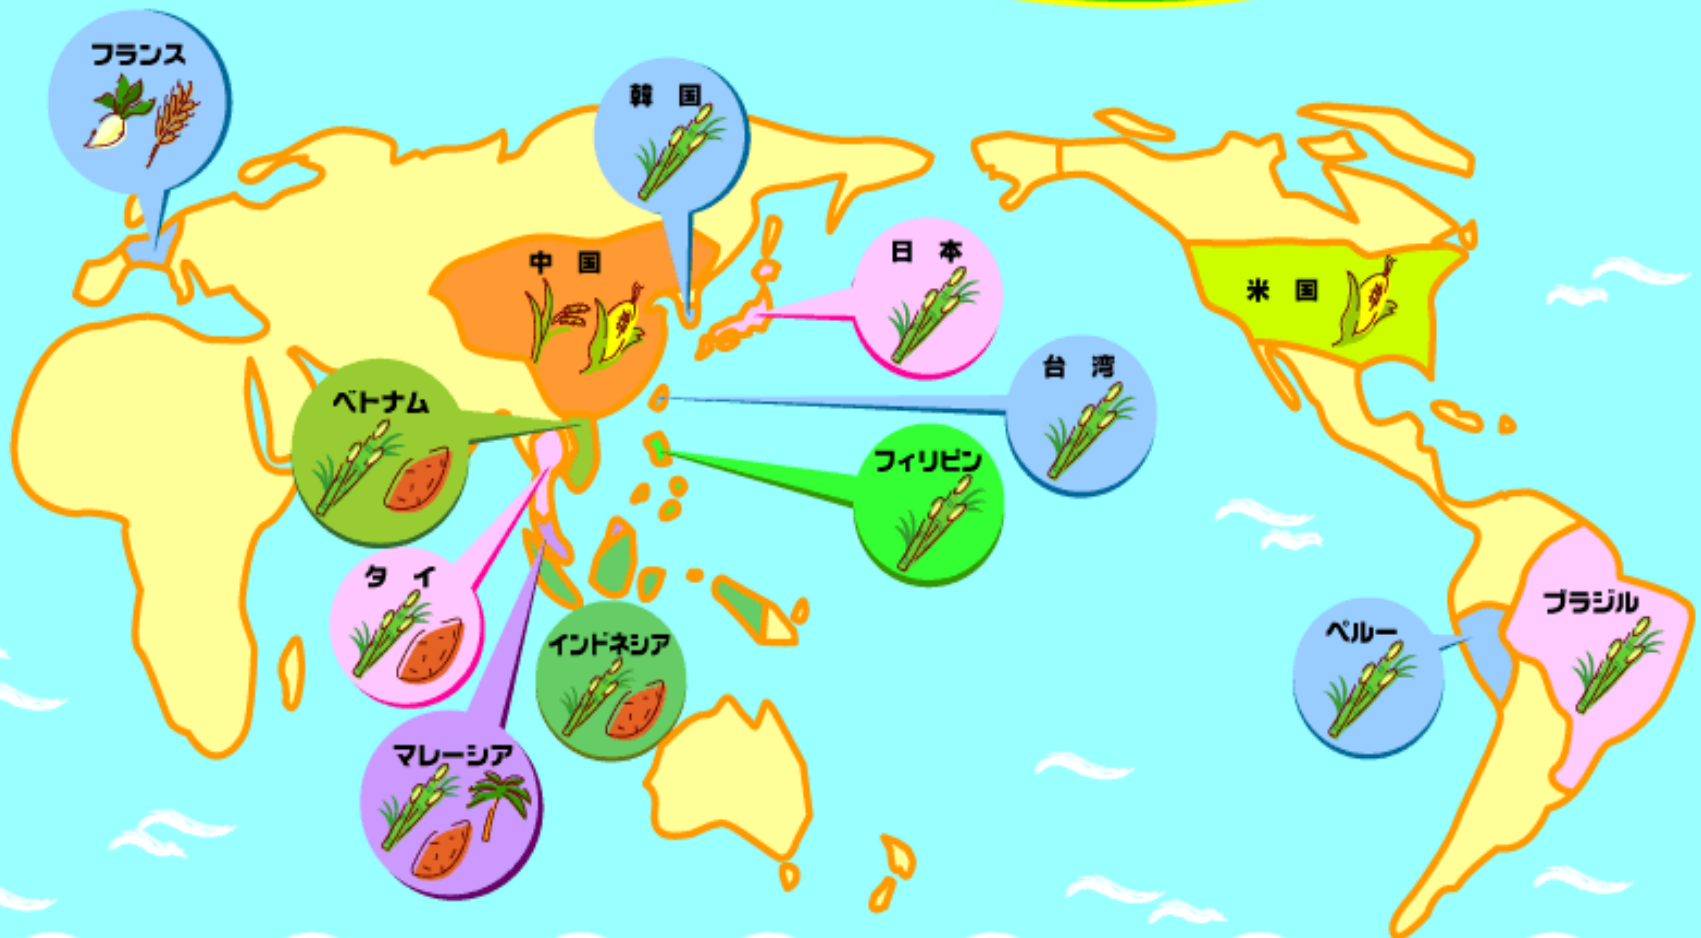 フランス
韓国
中国
日本
米国
台湾
ベトナム
フィリピン
タイ
インドネシア
ブラジル
ペルー
マレーシア